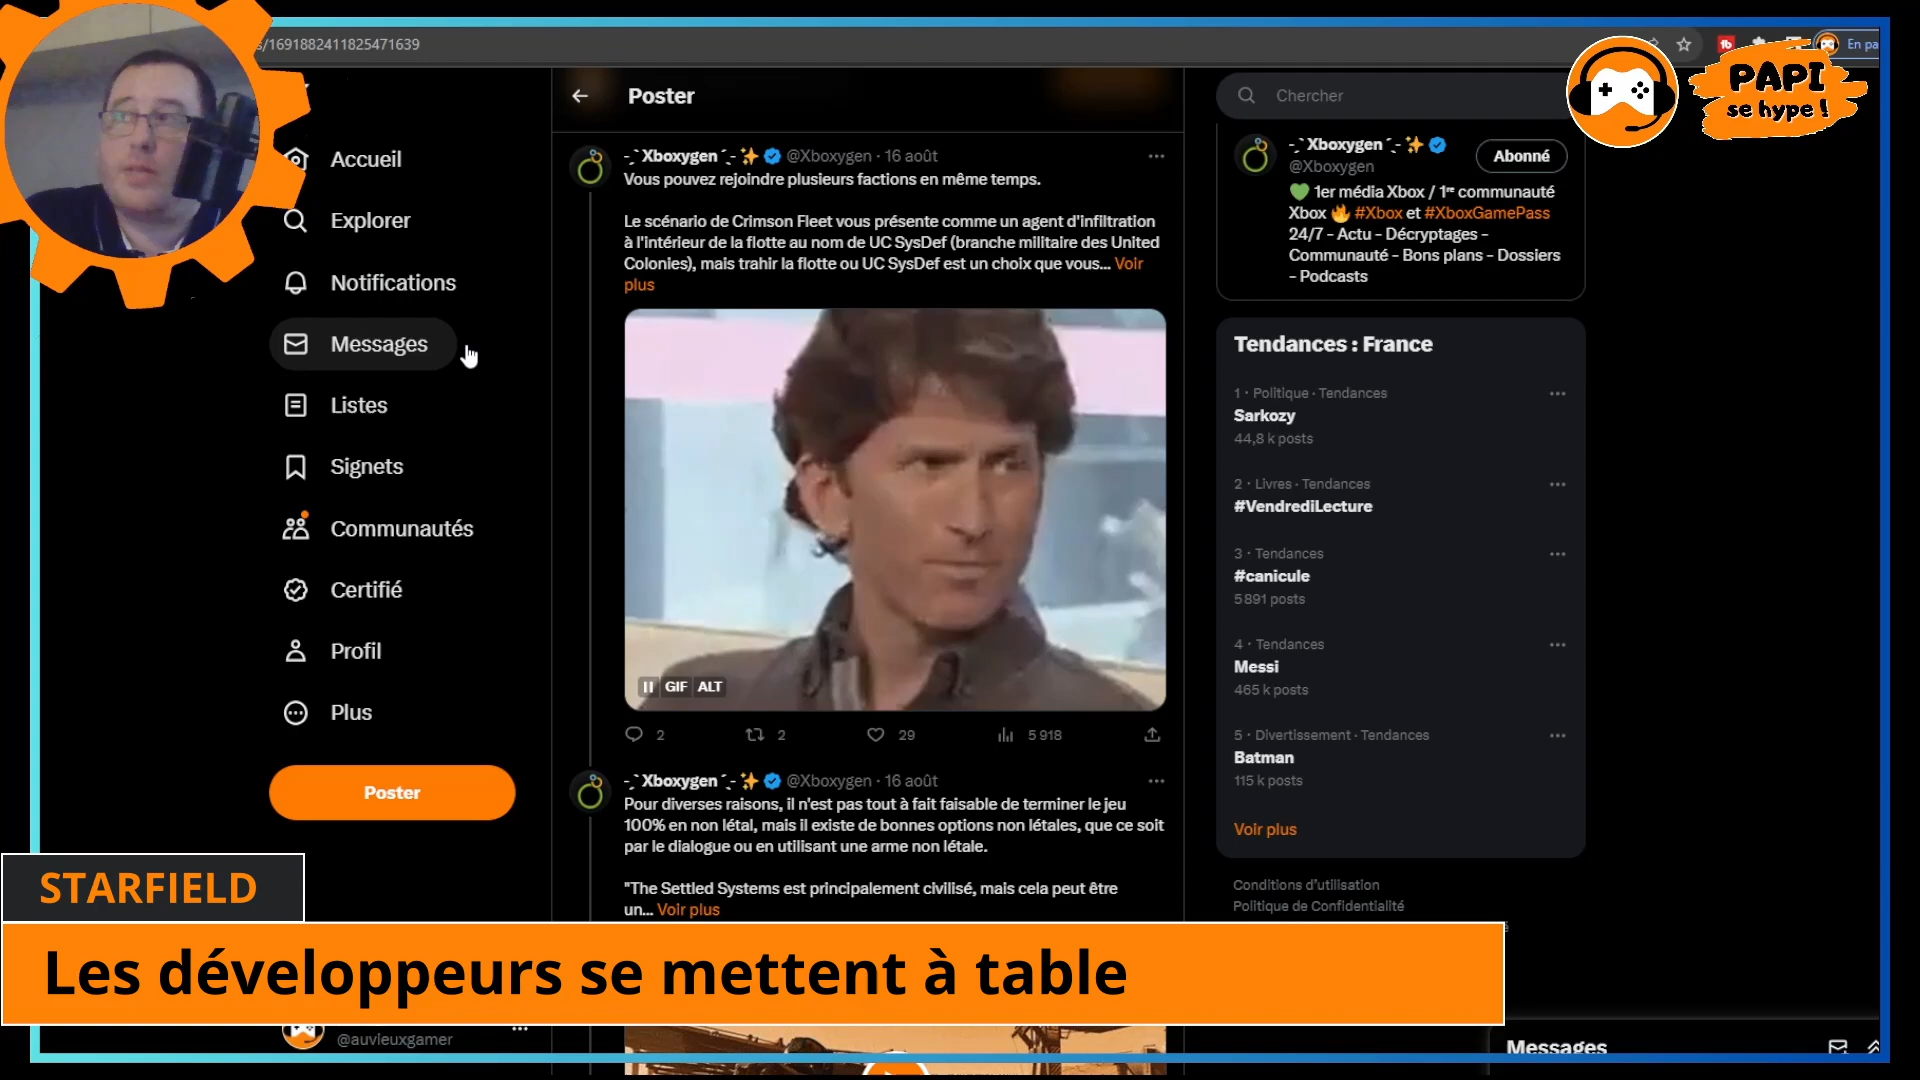 /1691882411825471639
En pa
PAPI
se hype !
Accueil
Explorer
Notifications
Messages
Listes
Signets
Communautés
Certifié
Profil
Plus
Poster
@auvieuxgamer
Poster
-ˏˋ Xboxygen ˊˎ- ✨ @Xboxygen · 16 août
Vous pouvez rejoindre plusieurs factions en même temps.
Le scénario de Crimson Fleet vous présente comme un agent d'infiltration
à l'intérieur de la flotte au nom de UC SysDef (branche militaire des United
Colonies), mais trahir la flotte ou UC SysDef est un choix que vous... Voir
plus
GIF ALT
2
2
29
5 918
-ˏˋ Xboxygen ˊˎ- ✨ @Xboxygen · 16 août
Pour diverses raisons, il n'est pas tout à fait faisable de terminer le jeu
100% en non létal, mais il existe de bonnes options non létales, que ce soit
par le dialogue ou en utilisant une arme non létale.
"The Settled Systems est principalement civilisé, mais cela peut être
un... Voir plus
Chercher
-ˏˋ Xboxygen ˊˎ- ✨
@Xboxygen
Abonné
💚 1er média Xbox / 1ʳᵉ communauté
Xbox 🔥 #Xbox et #XboxGamePass
24/7 - Actu - Décryptages -
Communauté - Bons plans - Dossiers
- Podcasts
Tendances : France
1 · Politique · Tendances
Sarkozy
44,8 k posts
2 · Livres · Tendances
#VendrediLecture
3 · Tendances
#canicule
5 891 posts
4 · Tendances
Messi
465 k posts
5 · Divertissement · Tendances
Batman
115 k posts
Voir plus
Conditions d'utilisation
Politique de Confidentialité
Messages
STARFIELD
Les développeurs se mettent à table